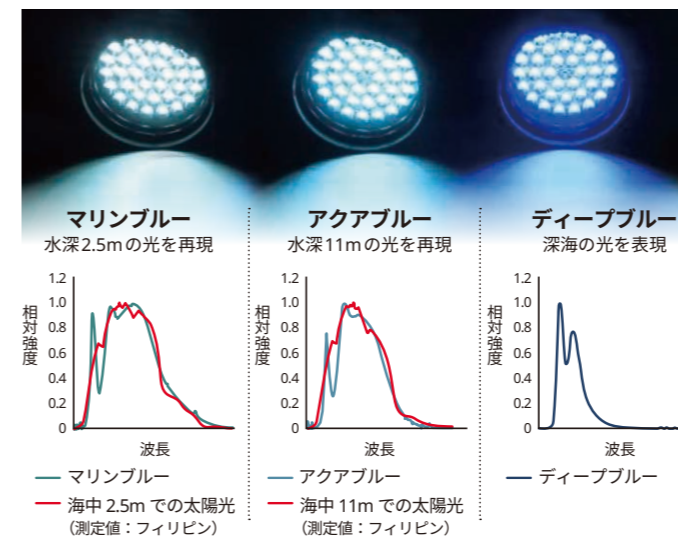 マリンブルー
水深2.5mの光を再現
1.2
1.0
0.8
0.6
0.4
0.2
0
相対強度
波長
マリンブルー
海中 2.5m での太陽光
（測定値：フィリピン）
アクアブルー
水深11mの光を再現
1.2
1.0
0.8
0.6
0.4
0.2
0
相対強度
波長
アクアブルー
海中 11m での太陽光
（測定値：フィリピン）
ディープブルー
深海の光を表現
1.2
1.0
0.8
0.6
0.4
0.2
0
相対強度
波長
ディープブルー